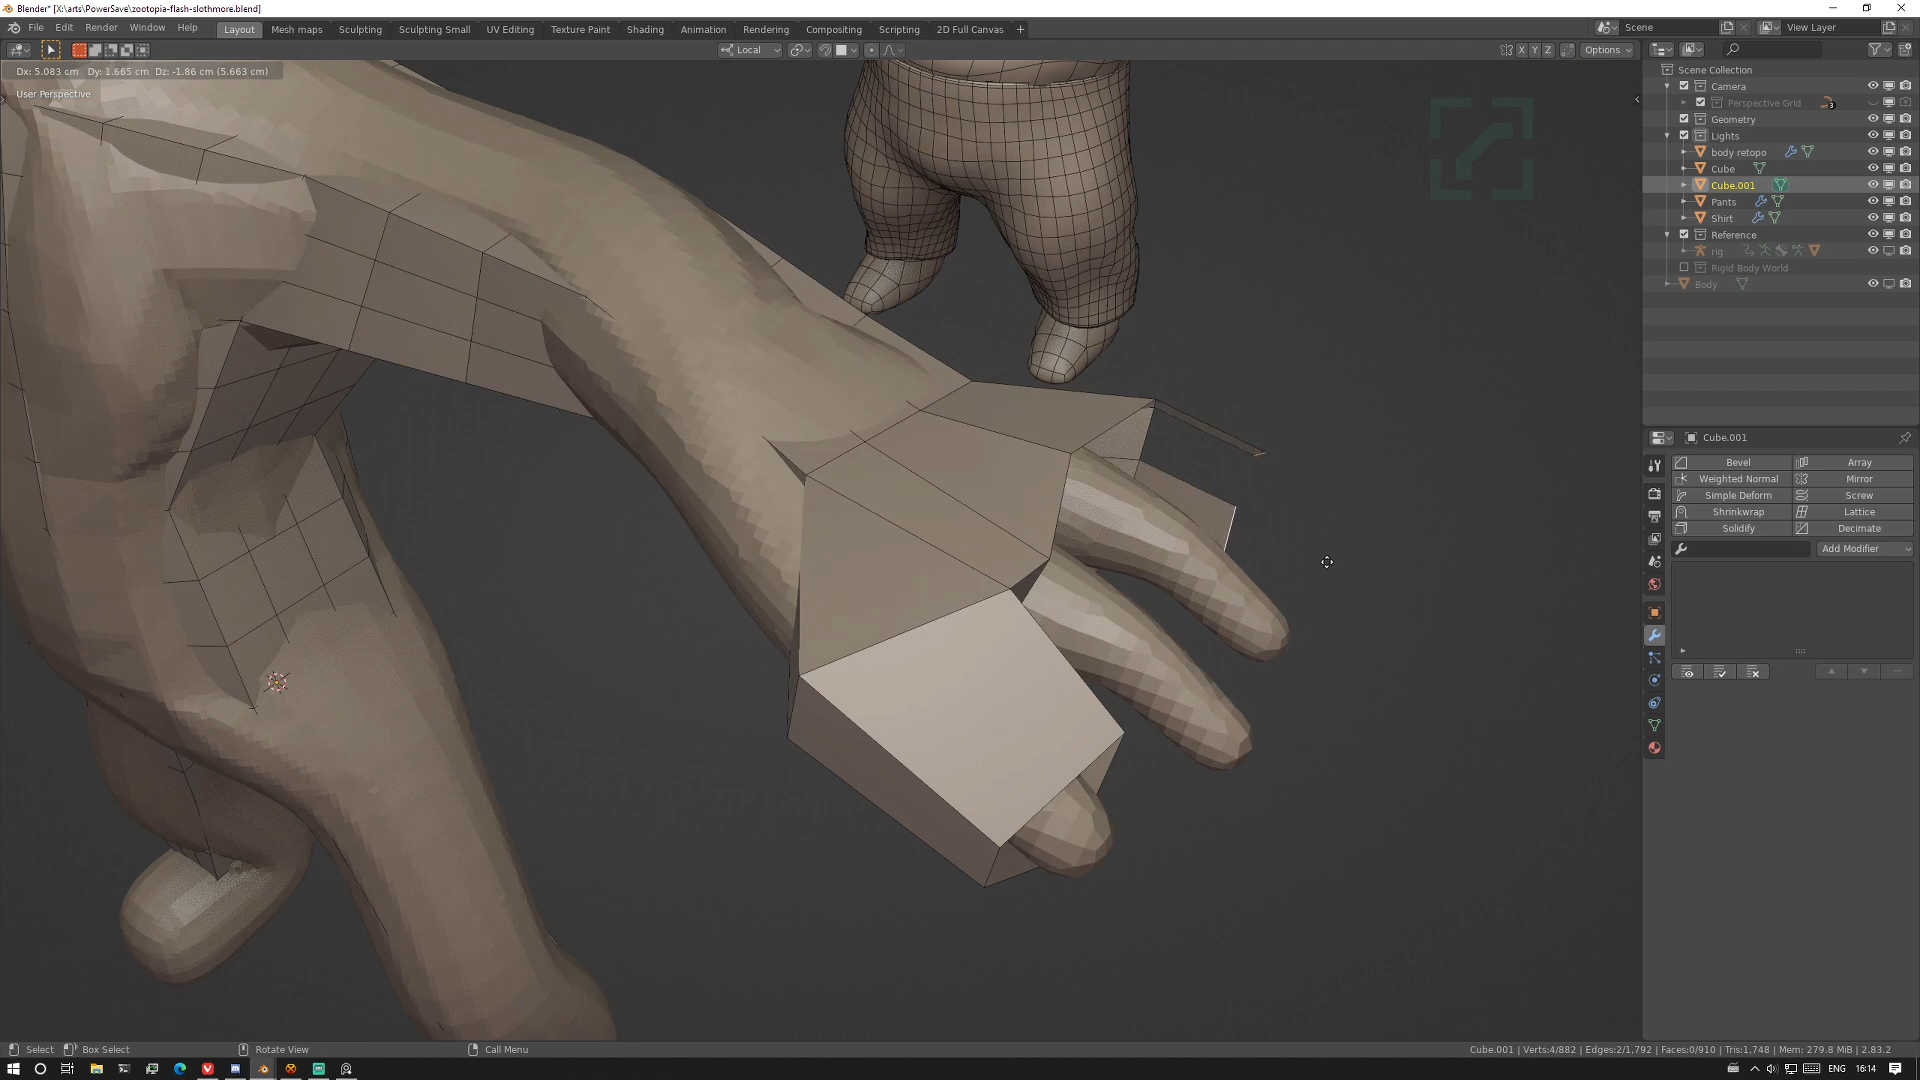 Blender* [X:\arts\PowerSave\zootopia-flash-slothmore.blend]
File Edit Render Window Help Layout Mesh maps Sculpting Sculpting Small UV Editing Texture Paint Shading Animation Rendering Compositing Scripting 2D Full Canvas + Scene View Layer
Local X Y Z Options
Dx: 5.083 cm Dy: 1.665 cm Dz: -1.86 cm (5.663 cm)
User Perspective
Scene Collection
Camera
Perspective Grid 3
Geometry
Lights
body retopo
Cube
Cube.001
Pants
Shirt
Reference
rig
Rigid Body World
Body
Cube.001
Bevel Array
Weighted Normal Mirror
Simple Deform Screw
Shrinkwrap Lattice
Solidify Decimate
Add Modifier
Select Box Select Rotate View Call Menu Cube.001 | Verts:4/882 | Edges:2/1,792 | Faces:0/910 | Tris:1,748 | Mem: 279.8 MiB | 2.83.2
ENG 16:14